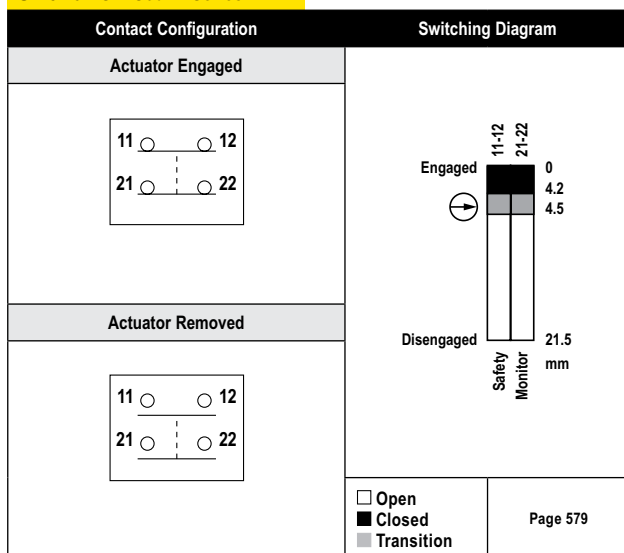 Contact Configuration
Switching Diagram
Actuator Engaged
11 12
21 22
Actuator Removed
11 12
21 22
11-12
21-22
Engaged
0
4.2
4.5
Disengaged
21.5
mm
Safety
Monitor
Open
Closed
Transition
Page 579